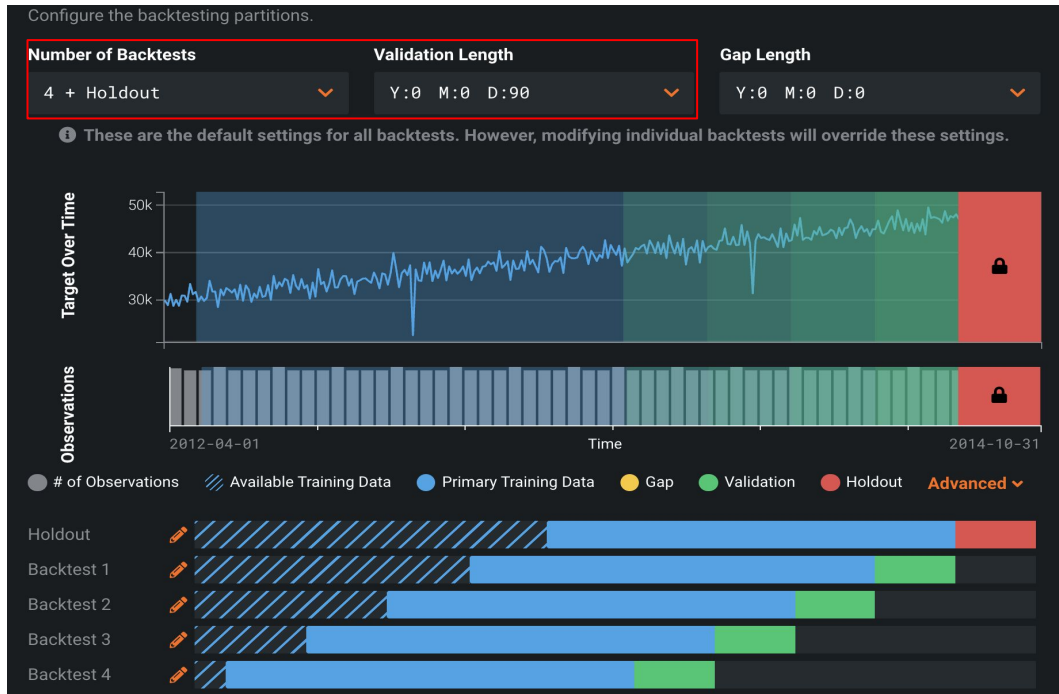 Configure the backtesting partitions.
Number of Backtests Validation Length Gap Length
4 + Holdout Y:0 M:0 D:90 Y:0 M:0 D:0
These are the default settings for all backtests. However, modifying individual backtests will override these settings.
Target Over Time
50k
40k
30k
Observations
2012-04-01 Time 2014-10-31
# of Observations Available Training Data Primary Training Data Gap Validation Holdout Advanced
Holdout
Backtest 1
Backtest 2
Backtest 3
Backtest 4